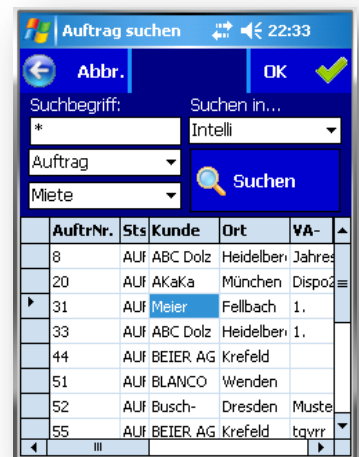 Auftrag suchen 22:33
Abbr. OK
Suchbegriff: Suchen in...
* Intelli
Auftrag
Suchen
Miete
AuftrNr. Sts Kunde Ort VA-
8 AUF ABC Dolz Heidelber Jahres
20 AUF AKaKa München Dispo2
31 AUF Meier Fellbach 1.
33 AUF ABC Dolz Heidelber 1.
44 AUF BEIER AG Krefeld
51 AUF BLANCO Wenden
52 AUF Busch- Dresden Muste
55 AUF BEIER AG Krefeld tgvrr